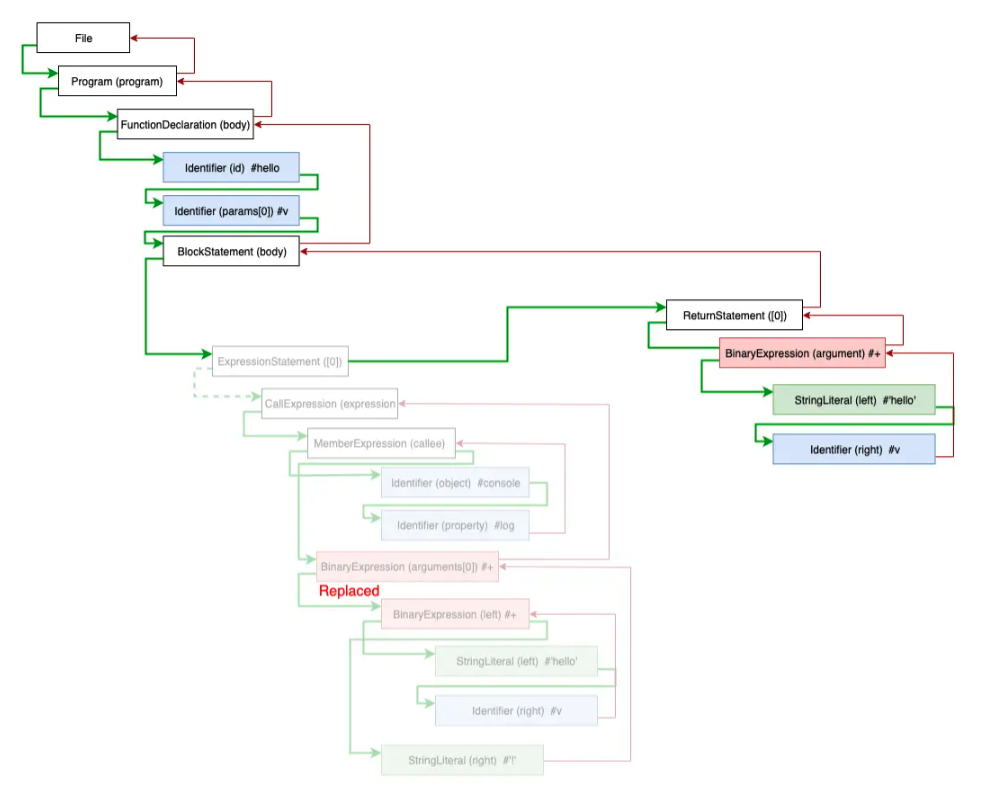 File
Program (program)
FunctionDeclaration (body)
Identifier (id)  #hello
Identifier (params[0]) #v
BlockStatement (body)
ReturnStatement ([0])
BinaryExpression (argument) #+
StringLiteral (left)  #'hello'
Identifier (right)  #v
ExpressionStatement ([0])
CallExpression (expression
MemberExpression (callee)
Identifier (object)  #console
Identifier (property)  #log
BinaryExpression (arguments[0]) #+
Replaced
BinaryExpression (left) #+
StringLiteral (left)  #'hello'
Identifier (right)  #v
StringLiteral (right)  #'!'